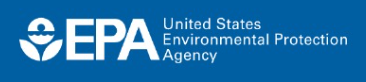 EPA
United States
Environmental Protection
Agency